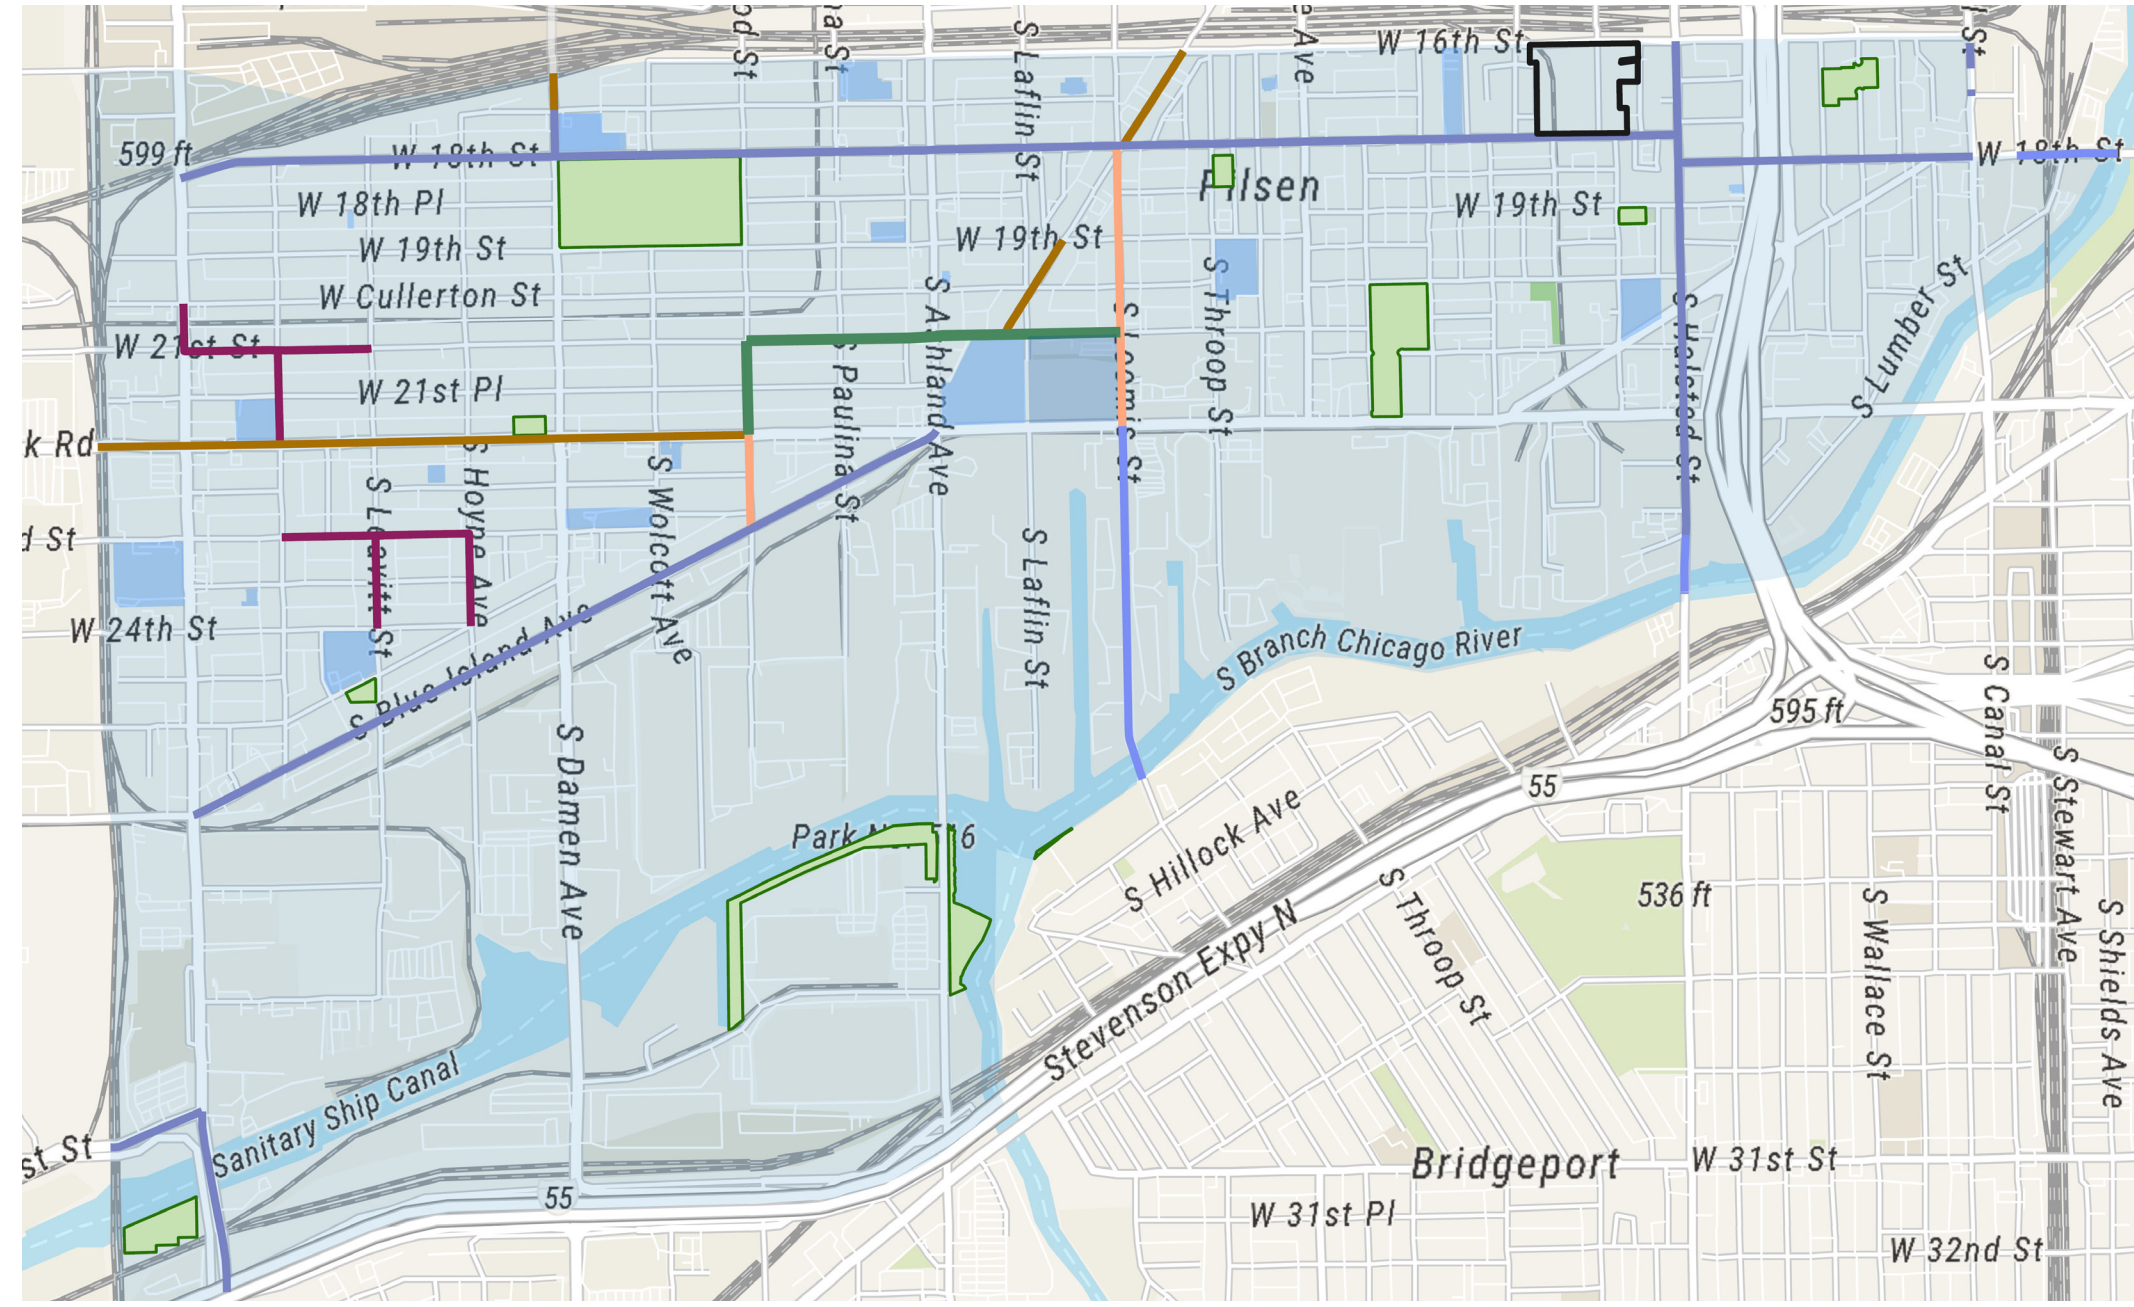 W 16th St
S Laflin St
599 ft
W 18th St
W 18th St
W 18th Pl
Pilsen
W 19th St
W 19th St
W 19th St
W Cullerton St
S Ashland Ave
S Throop St
S Loomis St
S Halsted St
S Lumber St
W 21st St
W 21st Pl
S Paulina St
k Rd
S Hoyne Ave
S Leavitt St
S Wolcott Ave
d St
S Laflin St
W 24th St
S Blue Island Ave
S Branch Chicago River
S Canal St
595 ft
S Damen Ave
55
S Stewart Ave
S Hillock Ave
S Throop St
536 ft
S Wallace St
S Shields Ave
Stevenson Expy N
Sanitary Ship Canal
st St
Bridgeport
W 31st St
55
W 31st Pl
W 32nd St